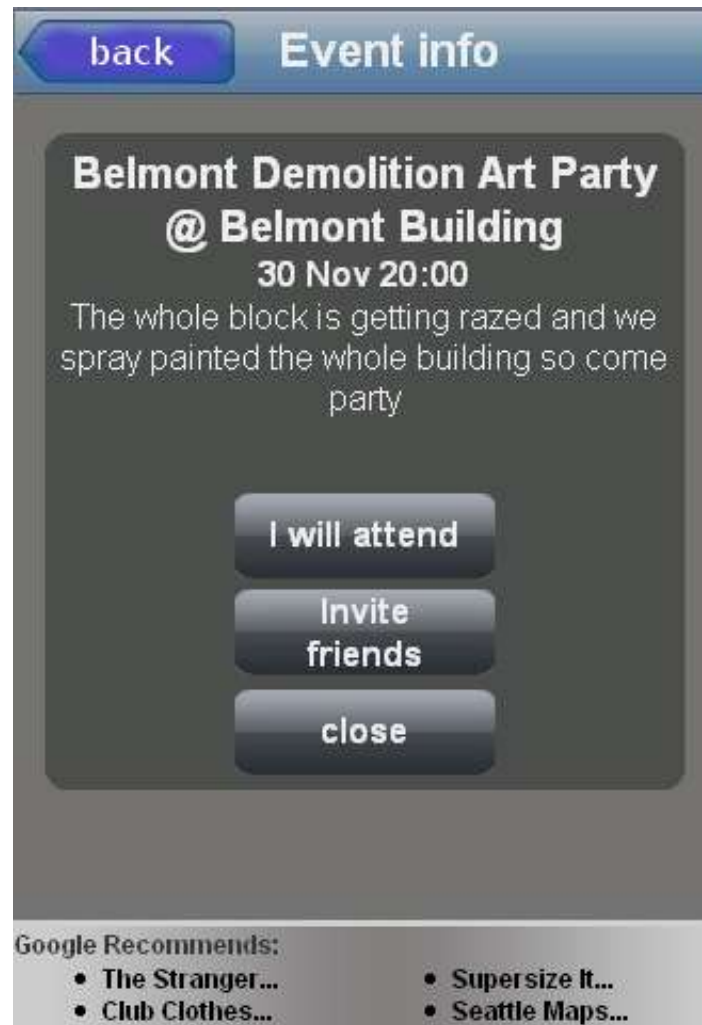 back
Event info
Belmont Demolition Art Party
@ Belmont Building
30 Nov 20:00
The whole block is getting razed and we
spray painted the whole building so come
party
I will attend
Invite
friends
close
Google Recommends:
• The Stranger...
• Supersize It...
• Club Clothes...
• Seattle Maps...